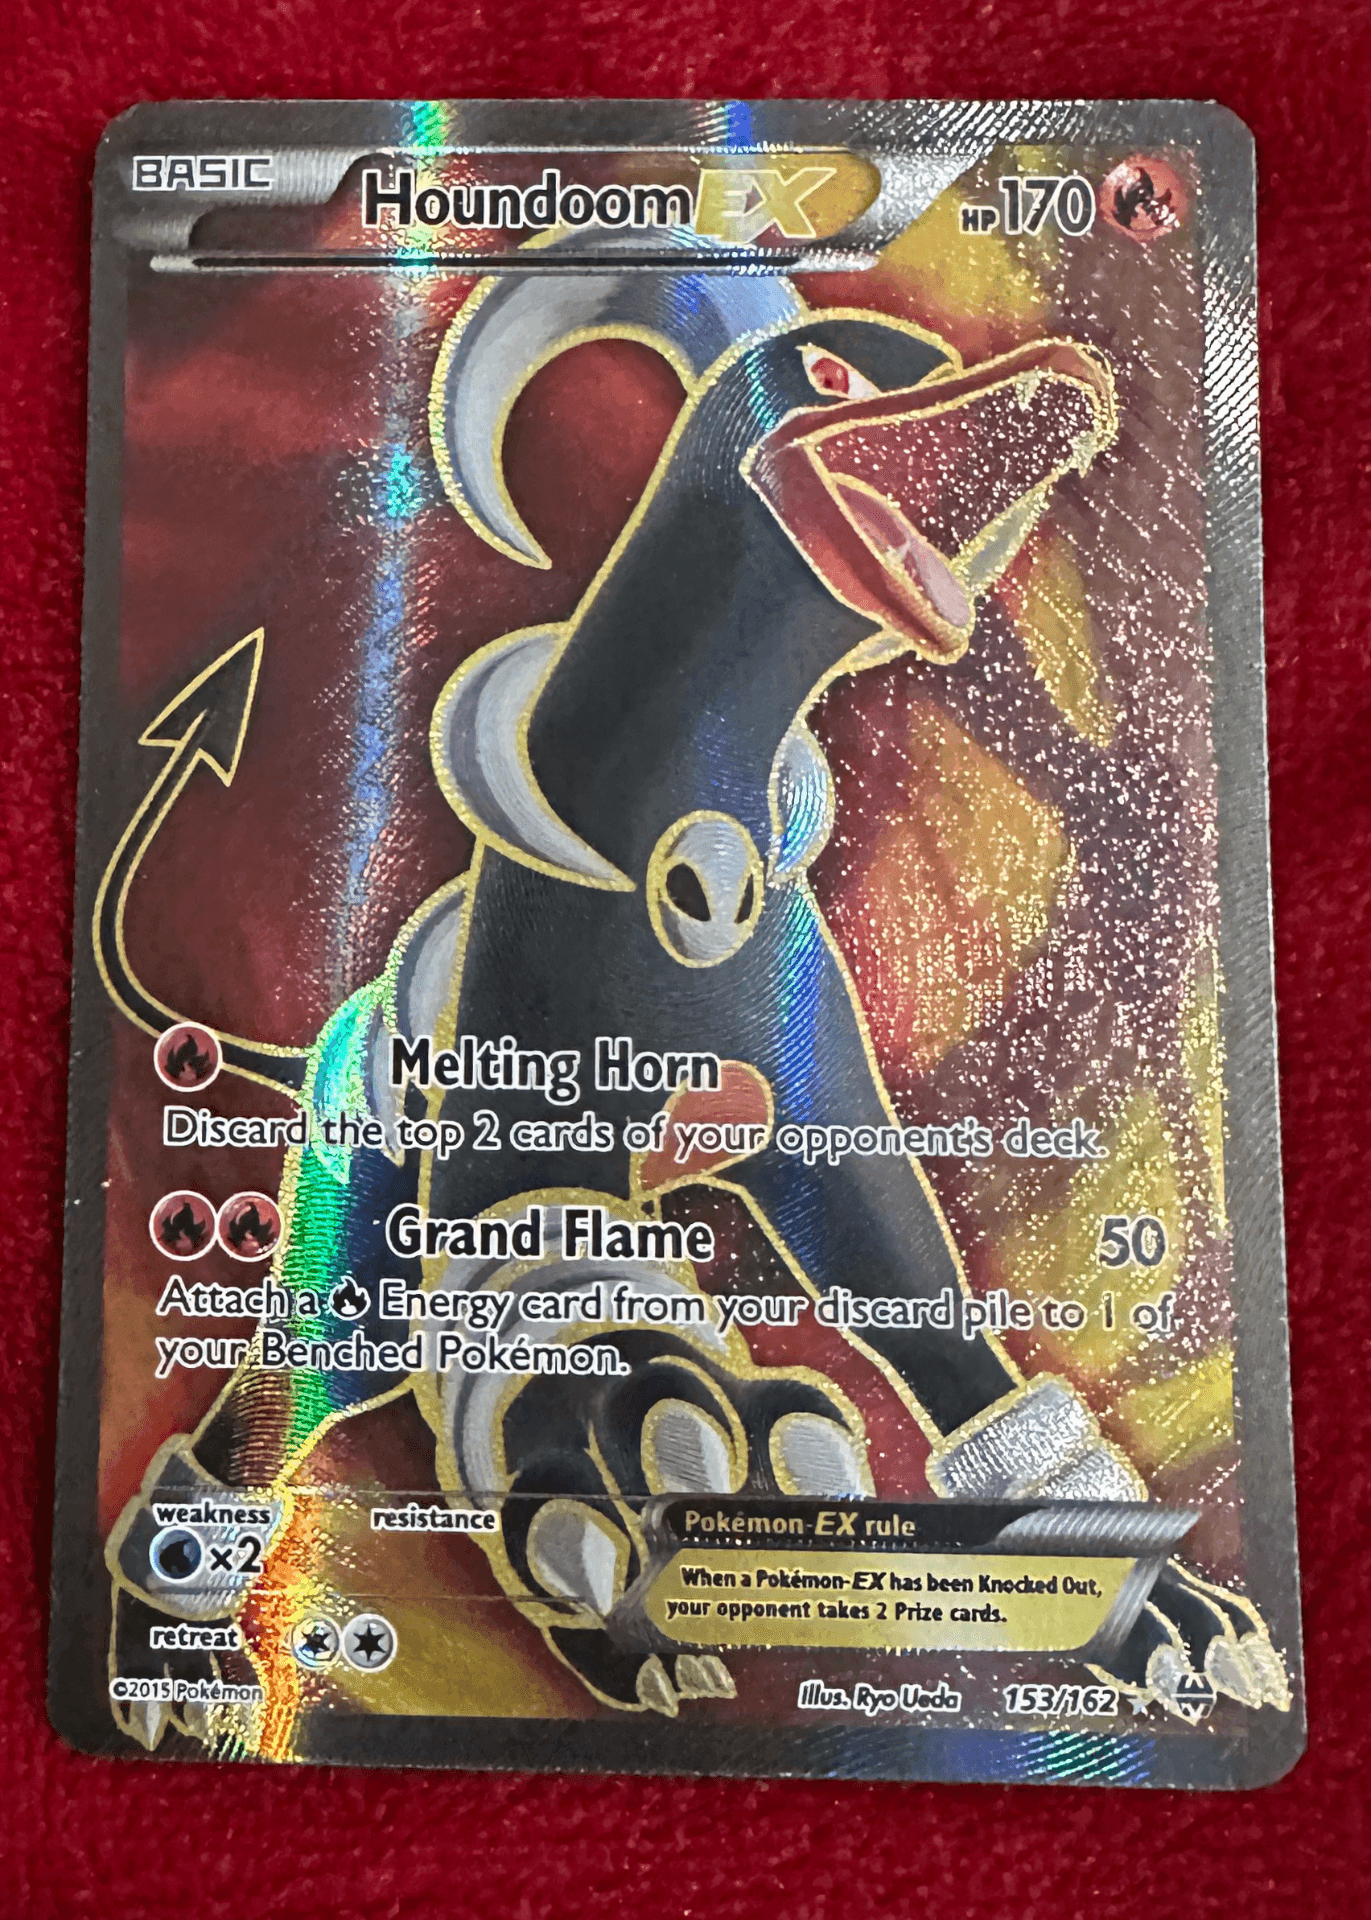 BASIC Houndoom EX HP 170
Melting Horn
Discard the top 2 cards of your opponent's deck.
Grand Flame 50
Attach a Energy card from your discard pile to 1 of
your Benched Pokémon.
weakness resistance
×2
Pokémon-EX rule
When a Pokémon-EX has been Knocked Out,
your opponent takes 2 Prize cards.
retreat
©2015 Pokémon Illus. Ryo Ueda 153/162